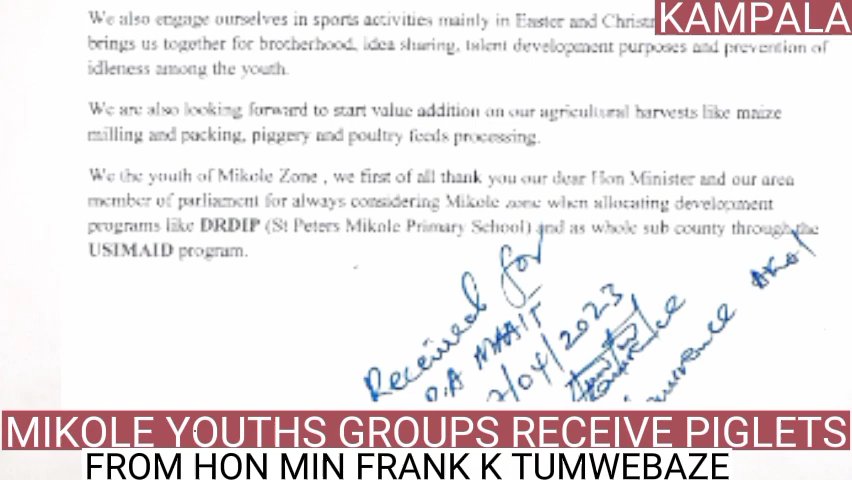 KAMPALA
We also engage ourselves in sports activities mainly in Easter and
brings us together for brotherhood, idea sharing, talent development purposes and prevention of
idleness among the youth.
We are also looking forward to start value addition on our agricultural harvests like maize
milling and packing, piggery and poultry feeds processing.
We the youth of Mikole Zone , we first of all thank you our dear Hon Minister and our area
member of parliament for always considering Mikole zone when allocating development
programs like DRDIP (St Peters Mikole Primary School) and as whole sub county through the
USIMAID program.
Received for
MAAIF
/04/2023
MIKOLE YOUTHS GROUPS RECEIVE PIGLETS
FROM HON MIN FRANK K TUMWEBAZE